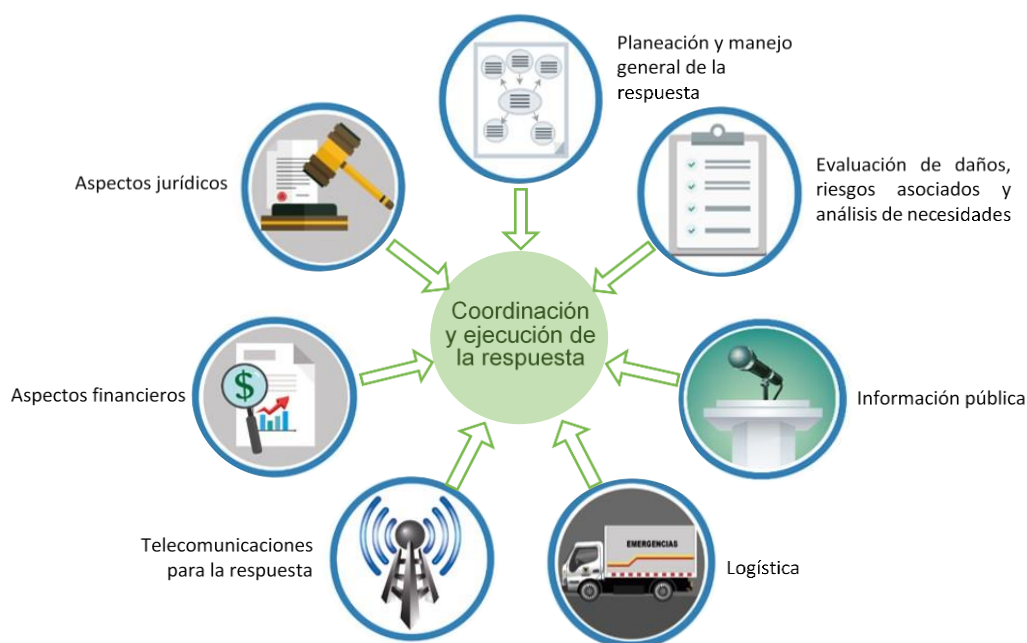 Planeación y manejo
general de la
respuesta
Evaluación de daños,
riesgos asociados y
análisis de necesidades
Aspectos jurídicos
Coordinación
y ejecución de
la respuesta
Aspectos financieros
$
Información pública
Telecomunicaciones
para la respuesta
EMERGENCIAS
Logística